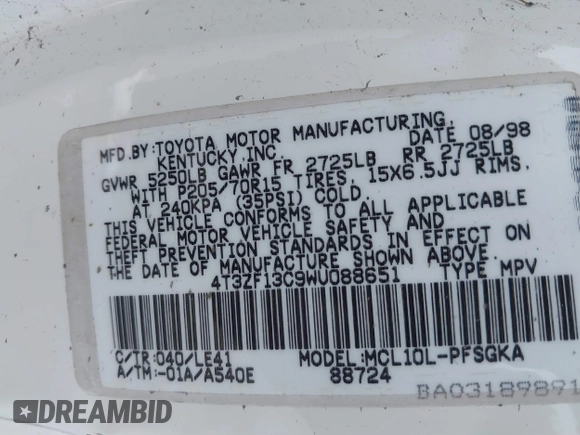 MFD. BY: TOYOTA MOTOR MANUFACTURING,
KENTUCKY, INC. DATE 08/98
GVWR 5250LB GAWR FR 2725LB RR 2725LB
WITH P205/70R15 TIRES, 15X6.5JJ RIMS,
AT 240KPA (35PSI) COLD.
THIS VEHICLE CONFORMS TO ALL APPLICABLE
FEDERAL MOTOR VEHICLE SAFETY AND
THEFT PREVENTION STANDARDS IN EFFECT ON
THE DATE OF MANUFACTURE SHOWN ABOVE.
4T3ZF13C9WU088651 TYPE MPV
C/TR:040/LE41 MODEL:MCL10L-PFSGKA
A/TM:-01A/A540E 88724
BA03189891
DREAMBID
dreambid.com